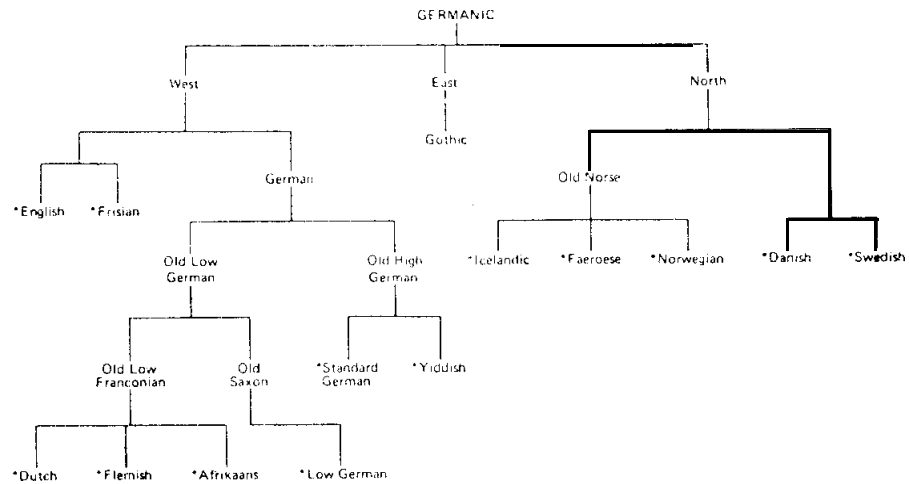 GERMANIC
West
East
North
Gothic
German
Old Norse
*English
*Frisian
Old Low
German
Old High
German
*Icelandic
*Faeroese
*Norwegian
*Danish
*Swedish
Old Low
Franconian
Old
Saxon
*Standard
German
*Yiddish
*Dutch
*Flemish
*Afrikaans
*Low German